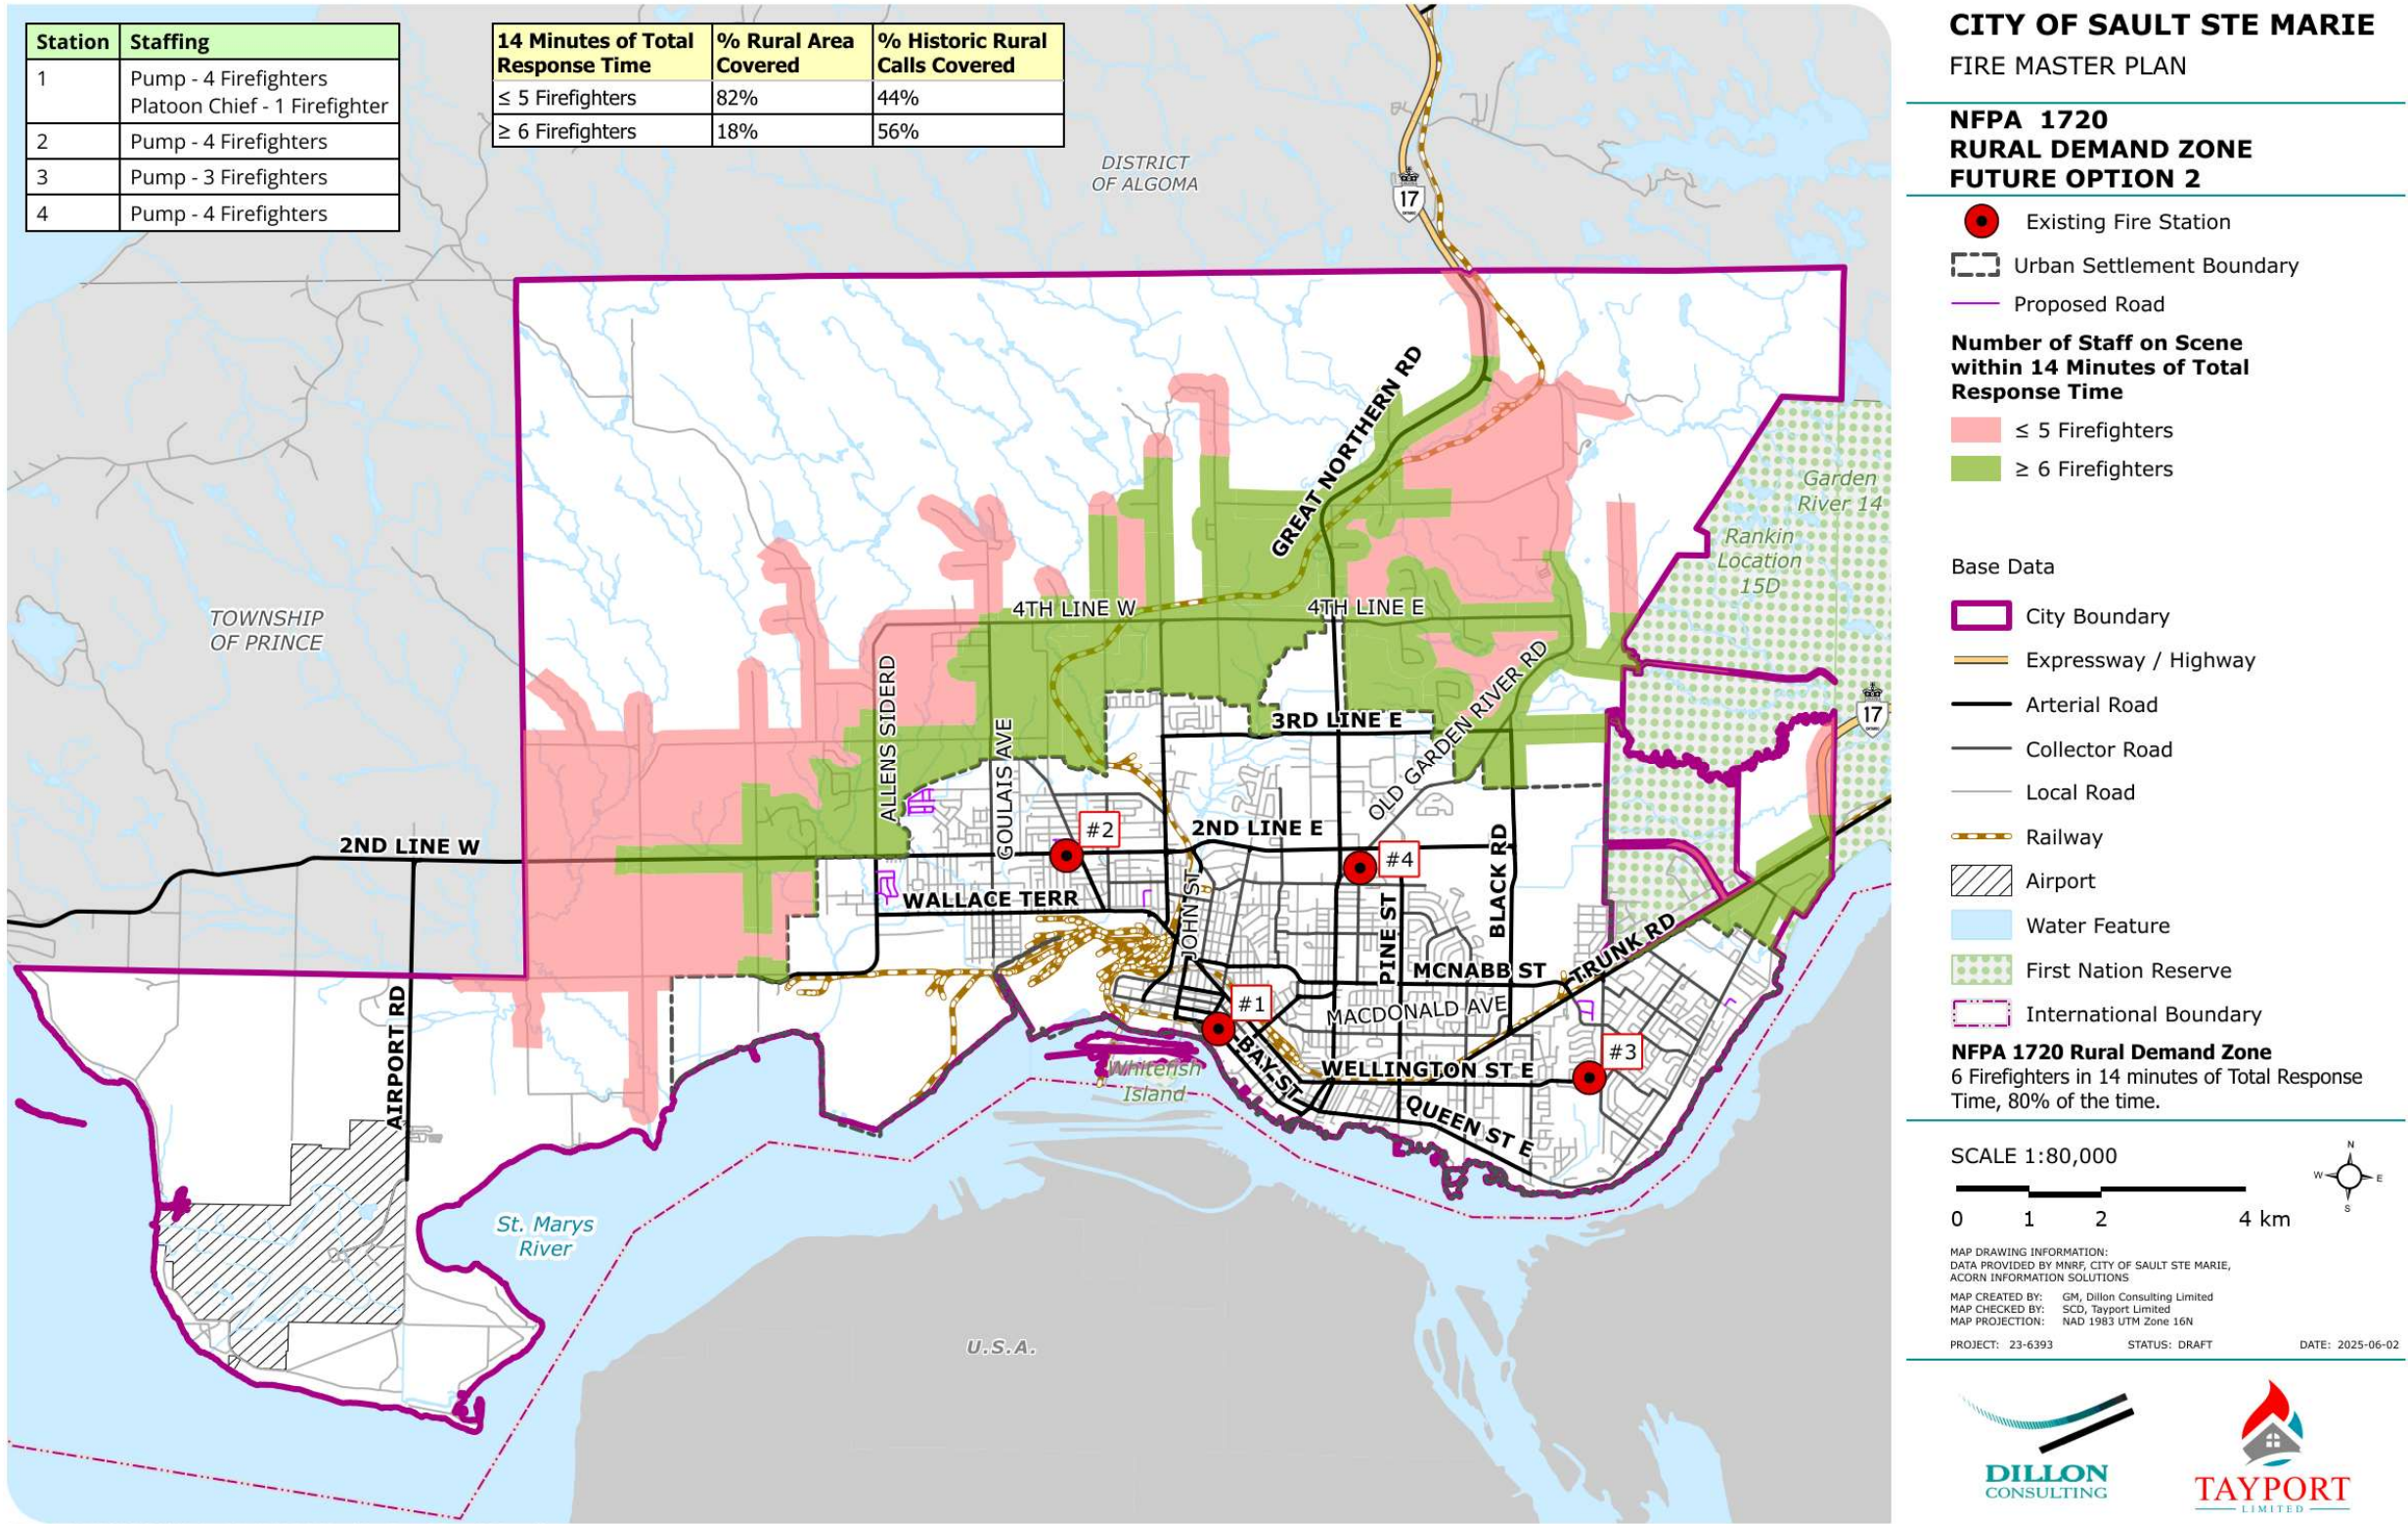 Station Staffing
1 Pump - 4 Firefighters
Platoon Chief - 1 Firefighter
2 Pump - 4 Firefighters
3 Pump - 3 Firefighters
4 Pump - 4 Firefighters
14 Minutes of Total Response Time % Rural Area Covered % Historic Rural Calls Covered
≤ 5 Firefighters 82% 44%
≥ 6 Firefighters 18% 56%
DISTRICT
OF ALGOMA
17
GREAT NORTHERN RD
Garden
River 14
Rankin
Location
15D
TOWNSHIP
OF PRINCE
4TH LINE W
4TH LINE E
ALLENS SIDERD
GOULAIS AVE
3RD LINE E
OLD GARDEN RIVER RD
17
2ND LINE W
#2
2ND LINE E
#4
BLACK RD
WALLACE TERR
JOHN ST
PINE ST
TRUNK RD
MCNABB ST
AIRPORT RD
#1
MACDONALD AVE
#3
BAY ST
WELLINGTON ST E
Whitefish
Island
QUEEN ST E
St. Marys
River
U.S.A.
CITY OF SAULT STE MARIE
FIRE MASTER PLAN
NFPA 1720
RURAL DEMAND ZONE
FUTURE OPTION 2
Existing Fire Station
Urban Settlement Boundary
Proposed Road
Number of Staff on Scene
within 14 Minutes of Total
Response Time
≤ 5 Firefighters
≥ 6 Firefighters
Base Data
City Boundary
Expressway / Highway
Arterial Road
Collector Road
Local Road
Railway
Airport
Water Feature
First Nation Reserve
International Boundary
NFPA 1720 Rural Demand Zone
6 Firefighters in 14 minutes of Total Response
Time, 80% of the time.
SCALE 1:80,000
N
W E
S
0 1 2 4 km
MAP DRAWING INFORMATION:
DATA PROVIDED BY MNRF, CITY OF SAULT STE MARIE,
ACORN INFORMATION SOLUTIONS
MAP CREATED BY: GM, Dillon Consulting Limited
MAP CHECKED BY: SCD, Tayport Limited
MAP PROJECTION: NAD 1983 UTM Zone 16N
PROJECT: 23-6393 STATUS: DRAFT DATE: 2025-06-02
DILLON
CONSULTING
TAYPORT
LIMITED